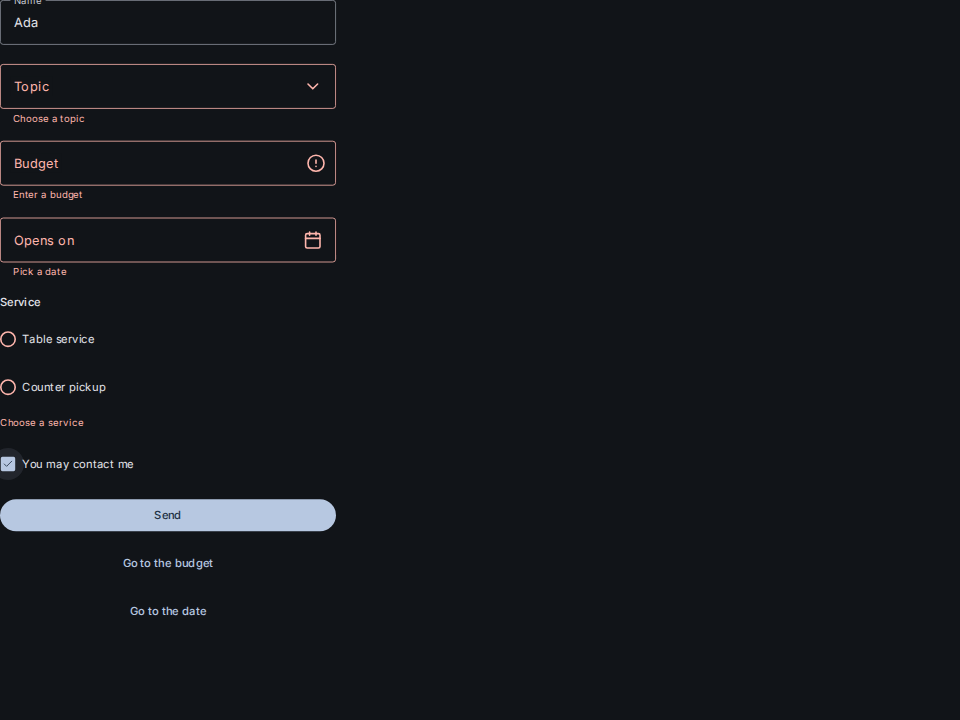 Name
Ada
Topic
Choose a topic
Budget
Enter a budget
Opens on
Pick a date
Service
Table service
Counter pickup
Choose a service
You may contact me
Send
Go to the budget
Go to the date